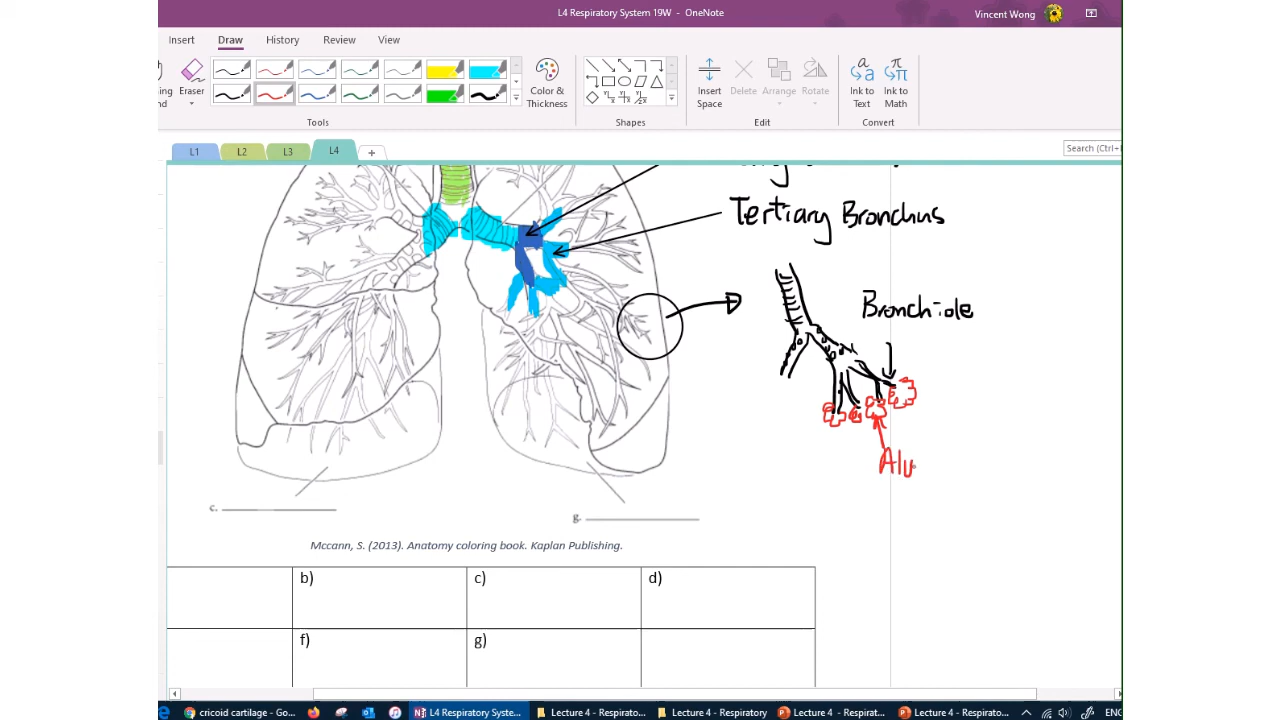 L4 Respiratory System 19W - OneNote
Vincent Wong
Insert Draw History Review View
Eraser
Color & Thickness
Insert Space
Delete Arrange Rotate
Ink to Text
Ink to Math
Tools Shapes Edit Convert
L1 L2 L3 L4 +
Search (Ctrl+
Tertiary Bronchus
Bronchiole
Alv
c.
g.
Mccann, S. (2013). Anatomy coloring book. Kaplan Publishing.
b) c) d)
f) g)
cricoid cartilage - Go... L4 Respiratory Syste... Lecture 4 - Respirato... Lecture 4 - Respiratory Lecture 4 - Respirat... Lecture 4 - Respirato... ENG